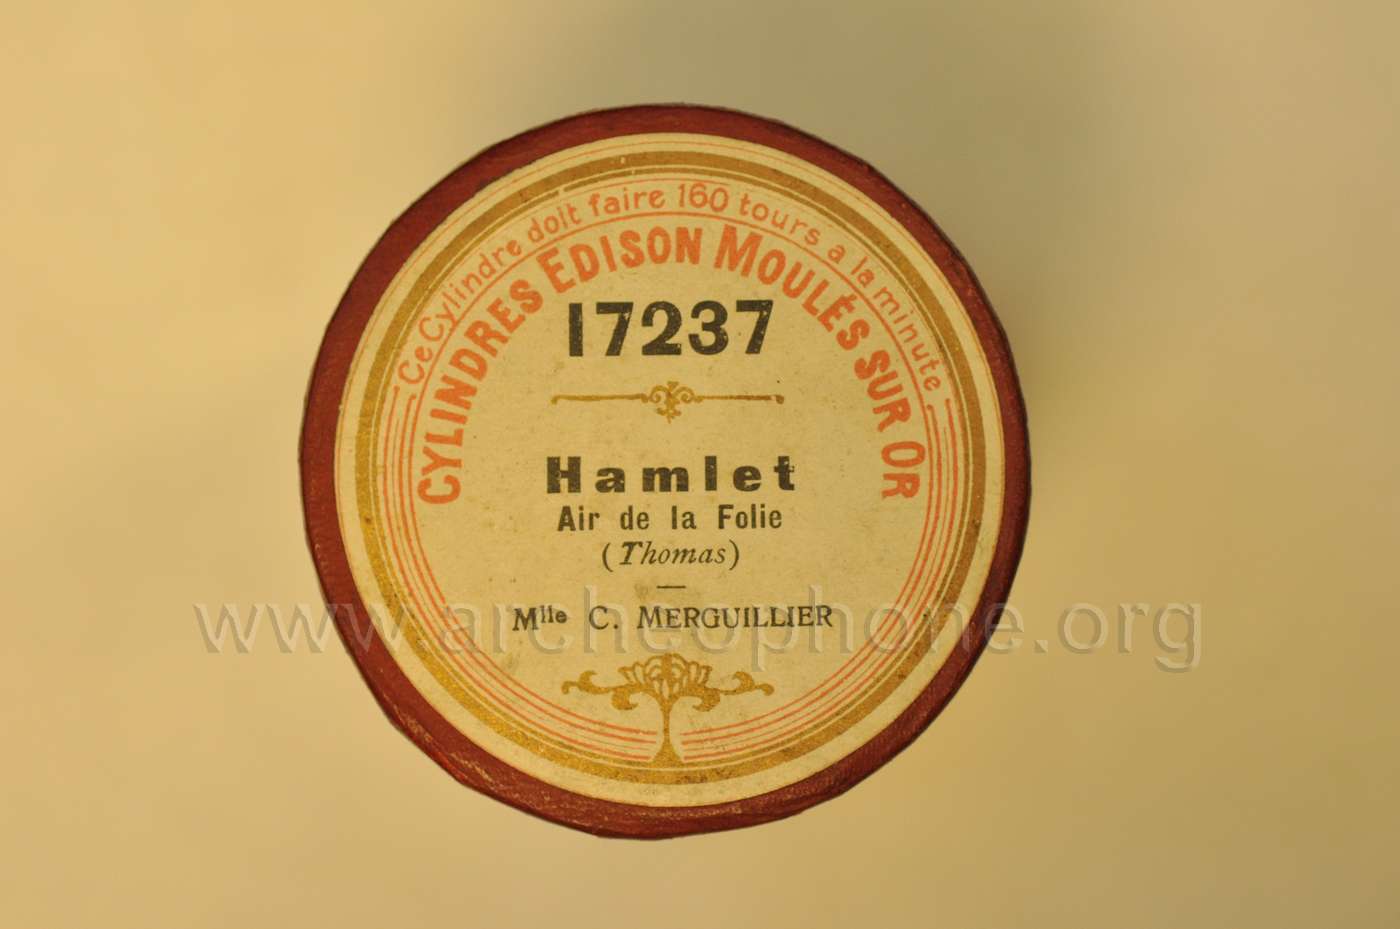 Ce Cylindre doit faire 160 tours a la minute
CYLINDRES EDISON MOULÉS SUR OR
17237
Hamlet
Air de la Folie
(Thomas)
Mlle C. MERGUILLIER
www.archeophone.org